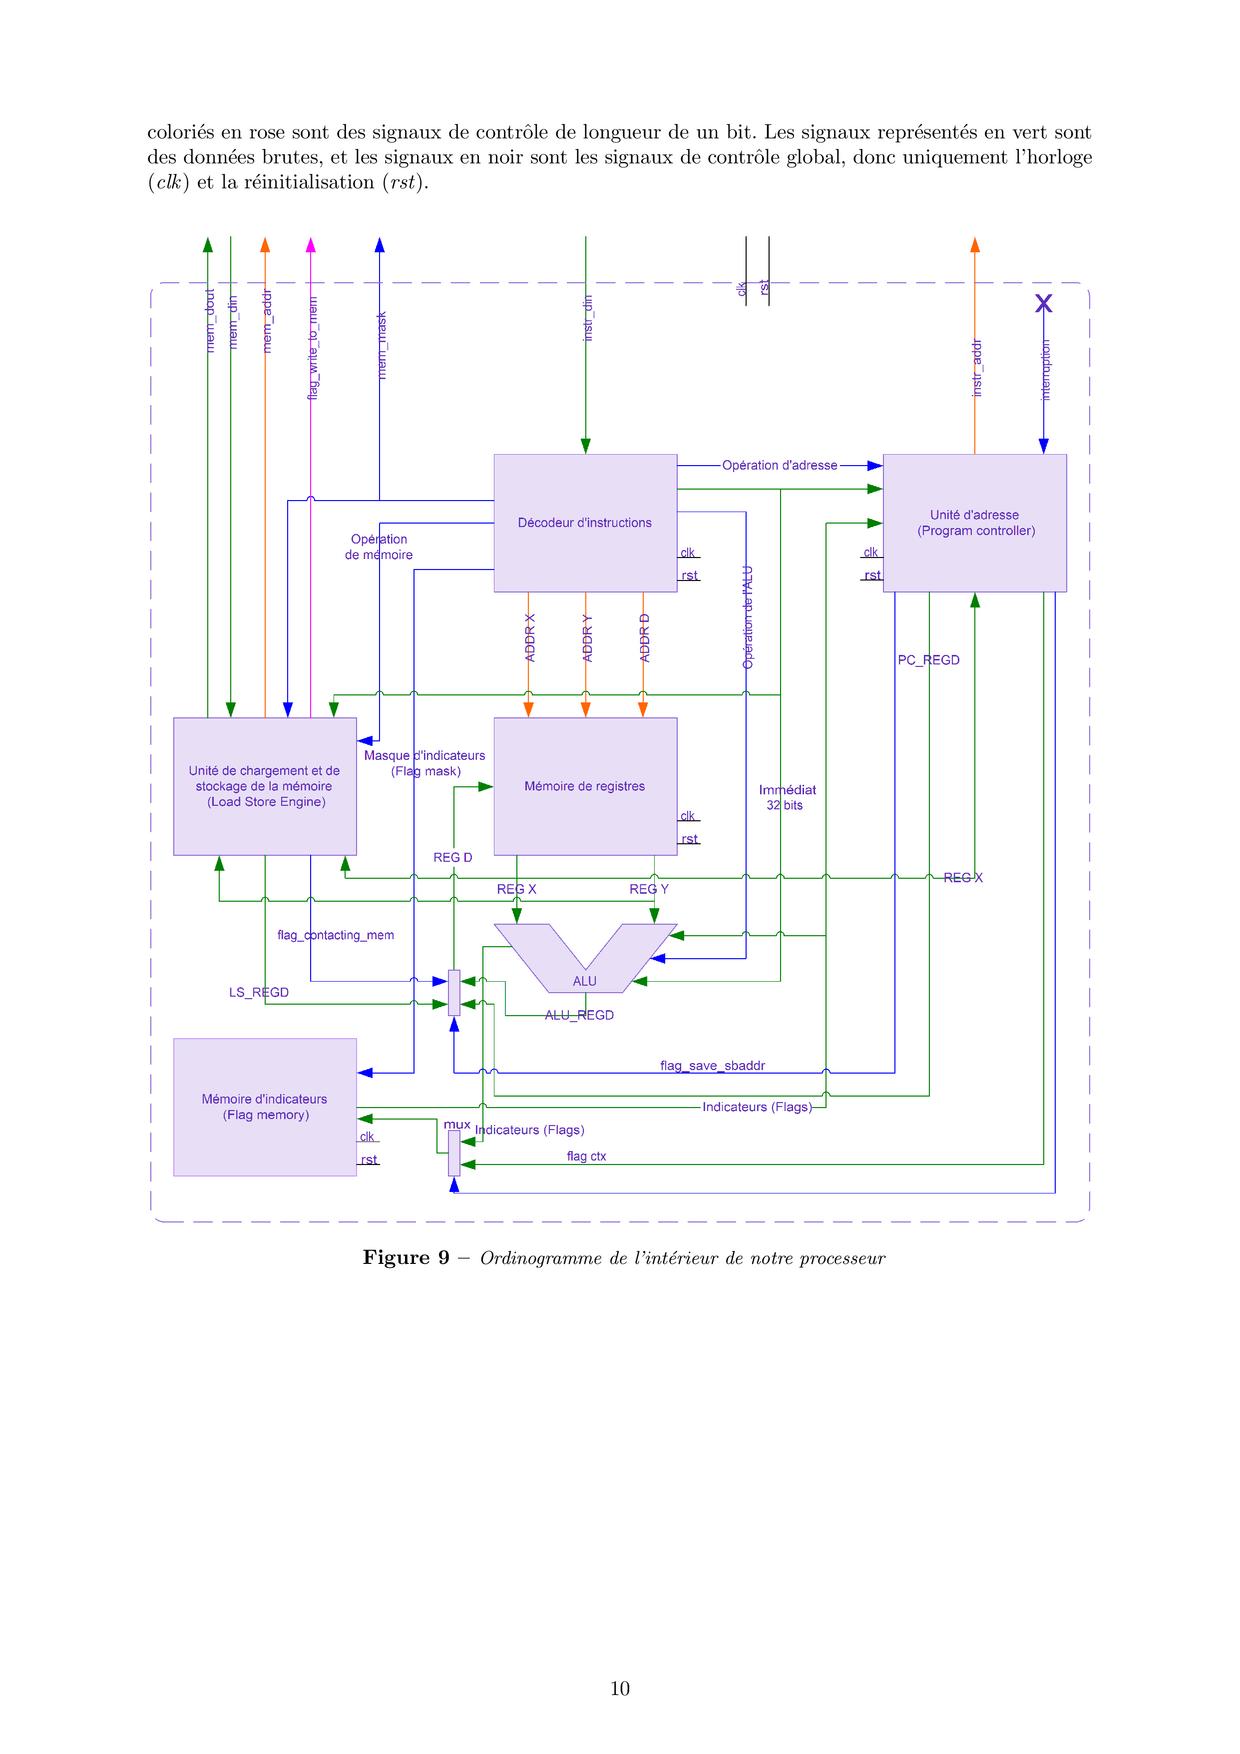 coloriés en rose sont des signaux de contrôle de longueur de un bit. Les signaux représentés en vert sont
des données brutes, et les signaux en noir sont les signaux de contrôle global, donc uniquement l'horloge
(clk) et la réinitialisation (rst).
mem_dout
mem_din
mem_addr
flag_write_to_mem
mem_mask
instr_din
clk
rst
instr_addr
X
interruption
Opération d'adresse
Décodeur d'instructions
Unité d'adresse
(Program controller)
Opération
de mémoire
clk
rst
clk
rst
Opération de l'ALU
ADDR X
ADDR Y
ADDR D
PC_REGD
Masque d'indicateurs
(Flag mask)
Unité de chargement et de
stockage de la mémoire
(Load Store Engine)
Mémoire de registres
Immédiat
32 bits
clk
rst
REG D
REG X
REG X
REG Y
flag_contacting_mem
ALU
LS_REGD
ALU_REGD
flag_save_sbaddr
Mémoire d'indicateurs
(Flag memory)
Indicateurs (Flags)
mux
Indicateurs (Flags)
clk
rst
flag ctx
Figure 9 – Ordinogramme de l'intérieur de notre processeur
10